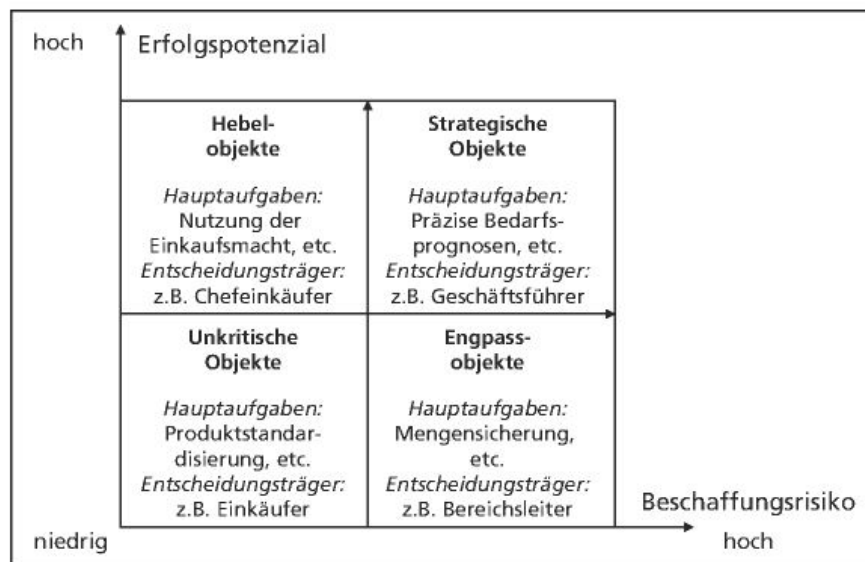 hoch
Erfolgspotenzial
Hebel-
objekte
Hauptaufgaben:
Nutzung der
Einkaufsmacht, etc.
Entscheidungsträger:
z.B. Chefeinkäufer
Strategische
Objekte
Hauptaufgaben:
Präzise Bedarfs-
prognosen, etc.
Entscheidungsträger:
z.B. Geschäftsführer
Unkritische
Objekte
Hauptaufgaben:
Produktstandar-
disierung, etc.
Entscheidungsträger:
z.B. Einkäufer
Engpass-
objekte
Hauptaufgaben:
Mengensicherung,
etc.
Entscheidungsträger:
z.B. Bereichsleiter
Beschaffungsrisiko
niedrig
hoch